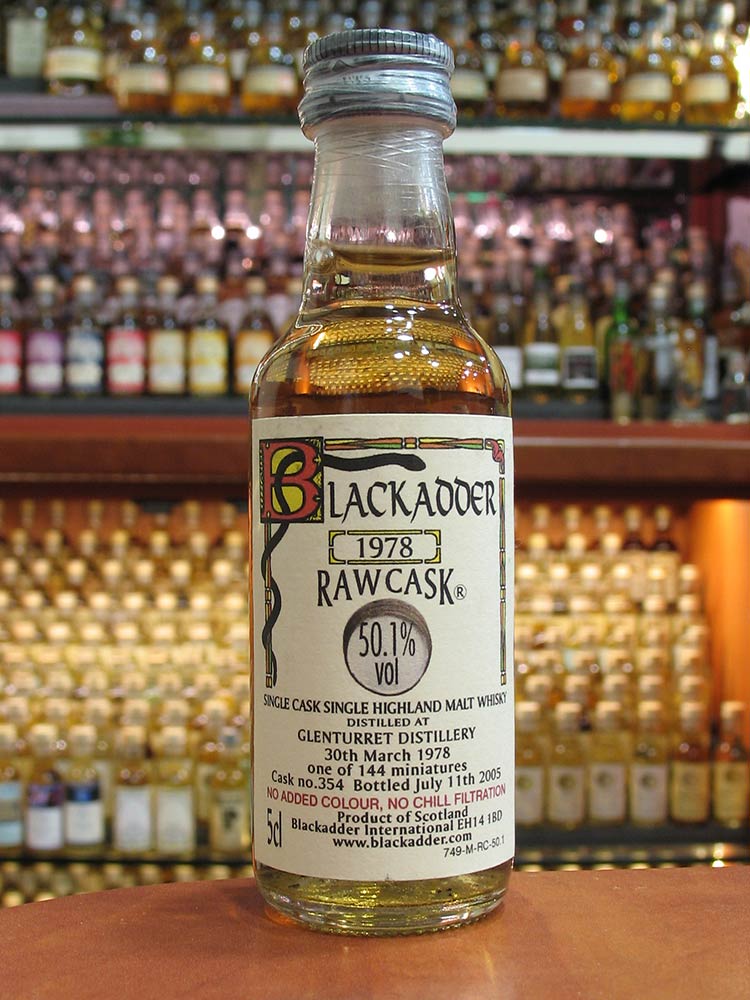 BLACKADDER
1978
RAW CASK®
50.1%
vol
SINGLE CASK SINGLE HIGHLAND MALT WHISKY
DISTILLED AT
GLENTURRET DISTILLERY
30th March 1978
one of 144 miniatures
Cask no.354 Bottled July 11th 2005
NO ADDED COLOUR, NO CHILL FILTRATION
Product of Scotland
Blackadder International EH14 1BD
www.blackadder.com
5cl
749-M-RC-50.1